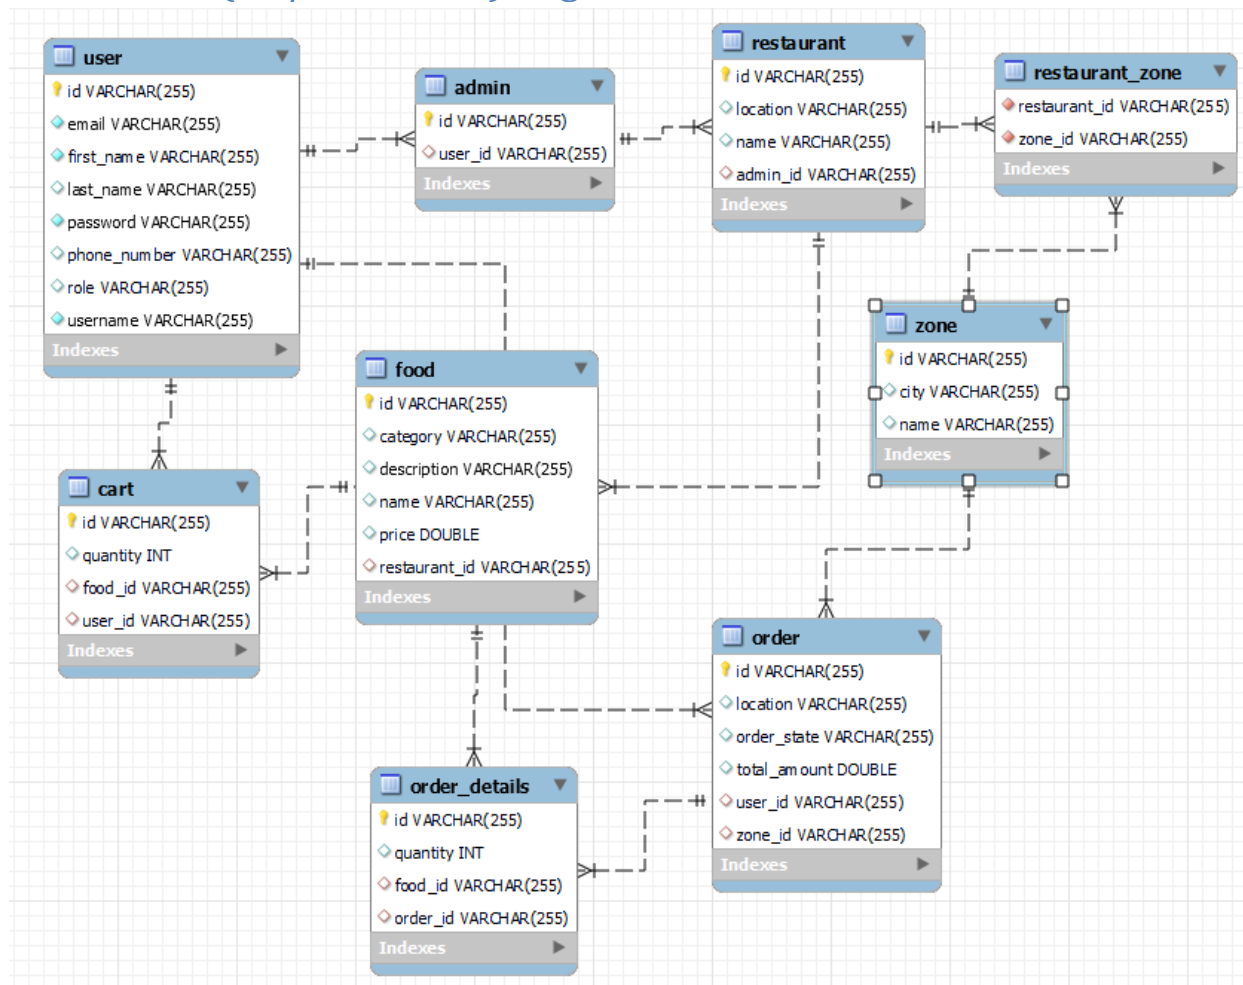 user
id VARCHAR(255)
email VARCHAR(255)
first_name VARCHAR(255)
last_name VARCHAR(255)
password VARCHAR(255)
phone_number VARCHAR(255)
role VARCHAR(255)
username VARCHAR(255)
Indexes
admin
id VARCHAR(255)
user_id VARCHAR(255)
Indexes
restaurant
id VARCHAR(255)
location VARCHAR(255)
name VARCHAR(255)
admin_id VARCHAR(255)
Indexes
restaurant_zone
restaurant_id VARCHAR(255)
zone_id VARCHAR(255)
Indexes
zone
id VARCHAR(255)
city VARCHAR(255)
name VARCHAR(255)
Indexes
food
id VARCHAR(255)
category VARCHAR(255)
description VARCHAR(255)
name VARCHAR(255)
price DOUBLE
restaurant_id VARCHAR(255)
Indexes
cart
id VARCHAR(255)
quantity INT
food_id VARCHAR(255)
user_id VARCHAR(255)
Indexes
order
id VARCHAR(255)
location VARCHAR(255)
order_state VARCHAR(255)
total_amount DOUBLE
user_id VARCHAR(255)
zone_id VARCHAR(255)
Indexes
order_details
id VARCHAR(255)
quantity INT
food_id VARCHAR(255)
order_id VARCHAR(255)
Indexes